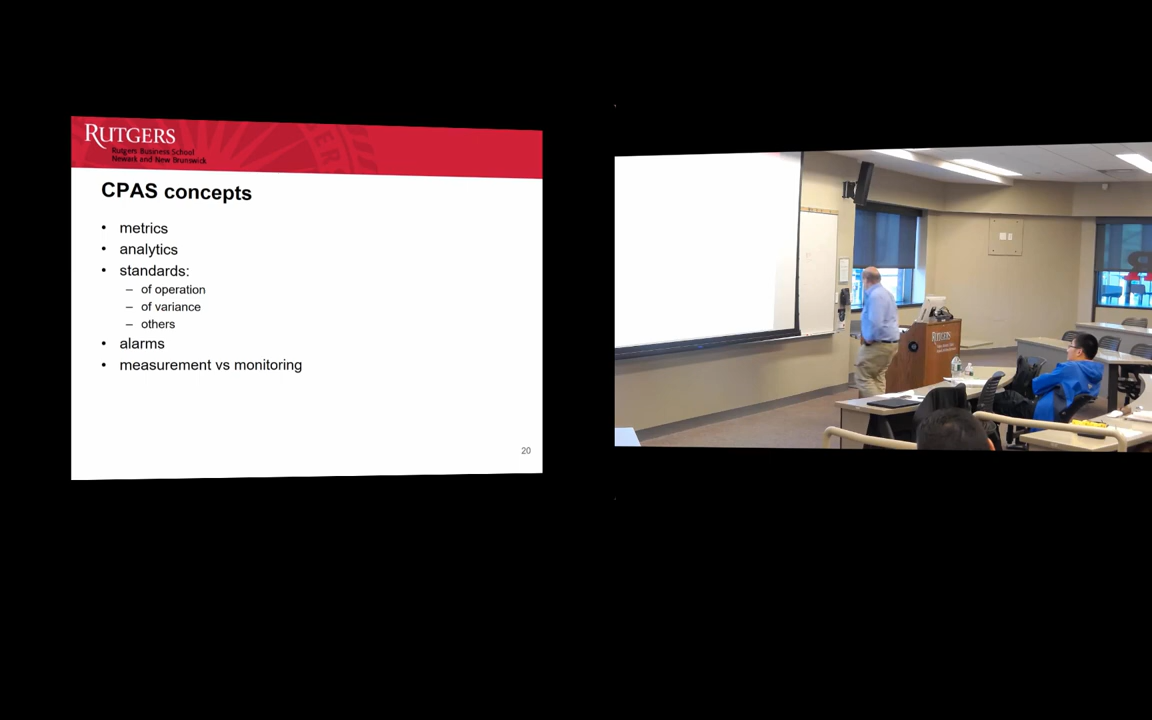 RUTGERS
Rutgers Business School
Newark and New Brunswick
CPAS concepts
• metrics
• analytics
• standards:
– of operation
– of variance
– others
• alarms
• measurement vs monitoring
20
RUTGERS
R